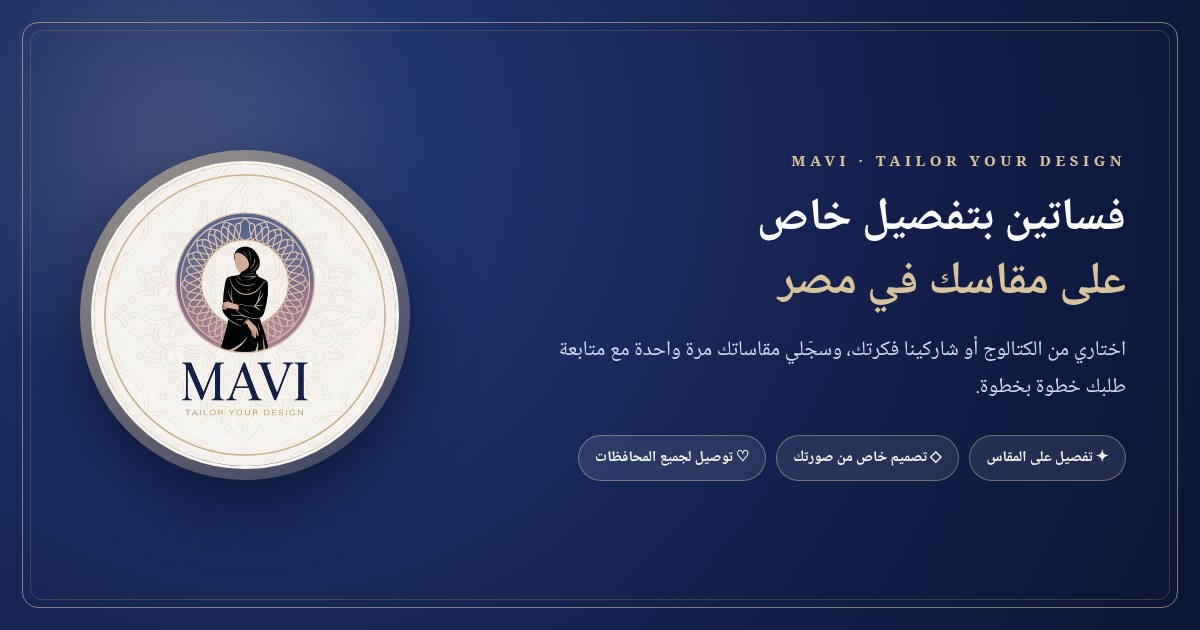 MAVI · TAILOR YOUR DESIGN
فساتين بتفصيل خاص
على مقاسك في مصر
اختاري من الكتالوج أو شاركينا فكرتك، وسجّلي مقاساتك مرة واحدة مع متابعة
طلبك خطوة بخطوة.
✦ تفصيل على المقاس
◇ تصميم خاص من صورتك
♡ توصيل لجميع المحافظات
MAVI
TAILOR YOUR DESIGN